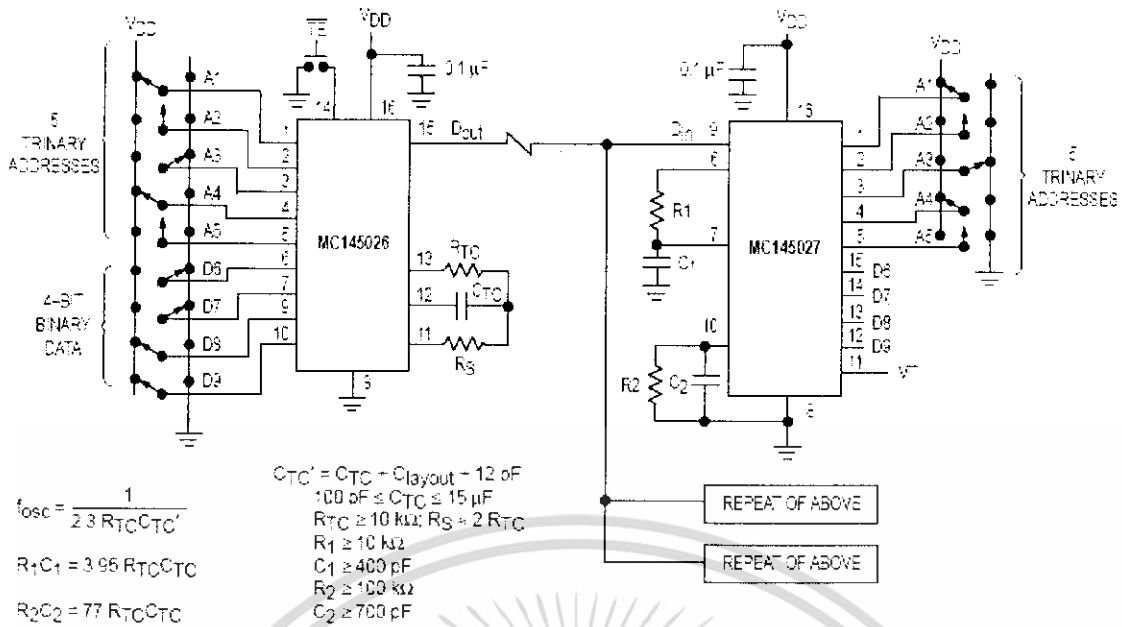 VDD
TE
VDD
0.1 µF
5
TRINARY
ADDRESSES
A1
A2
A3
A4
A5
4-BIT
BINARY
DATA
D6
D7
D8
D9
14
16
1
2
3
4
5
6
7
9
10
MC145026
15
Dout
13
RTC
12
CTC
11
RS
VDD
0.1 µF
Din
9
6
R1
7
C1
10
R2
C2
MC145027
1
2
3
4
5
15
D6
14
D7
13
D8
12
D9
11
8
VDD
A1
A2
A3
A4
A5
5
TRINARY
ADDRESSES
fosc = 1 / 2.3 RTCCTC'
R1C1 = 3.95 RTCCTC
R2C2 = 77 RTCCTC
CTC' = CTC + Clayout + 12 pF
100 pF ≤ CTC ≤ 15 µF
RTC ≥ 10 kΩ; RS ≈ 2 RTC
R1 ≥ 10 kΩ
C1 ≥ 400 pF
R2 ≥ 100 kΩ
C2 ≥ 700 pF
REPEAT OF ABOVE
REPEAT OF ABOVE